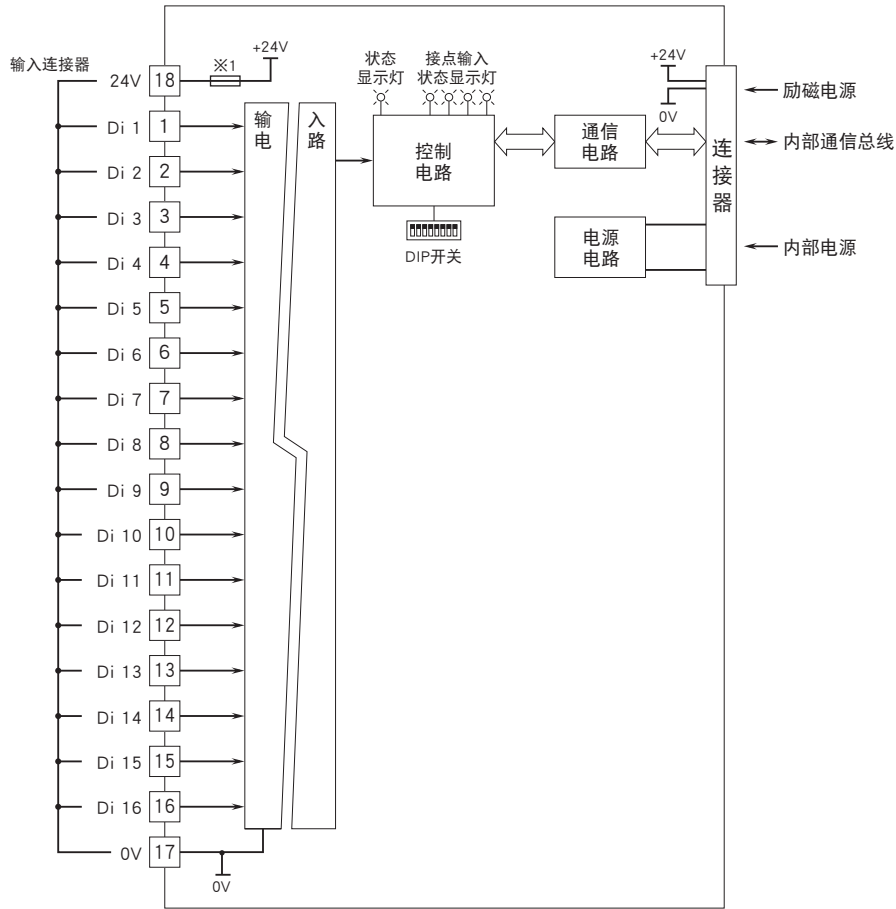 输入连接器
24V 18
※1
+24V
状态
显示灯
接点输入
状态显示灯
+24V
0V
励磁电源
内部通信总线
内部电源
连接器
通信
电路
电源
电路
控制
电路
DIP开关
输入
电路
Di 1 1
Di 2 2
Di 3 3
Di 4 4
Di 5 5
Di 6 6
Di 7 7
Di 8 8
Di 9 9
Di 10 10
Di 11 11
Di 12 12
Di 13 13
Di 14 14
Di 15 15
Di 16 16
0V 17
0V